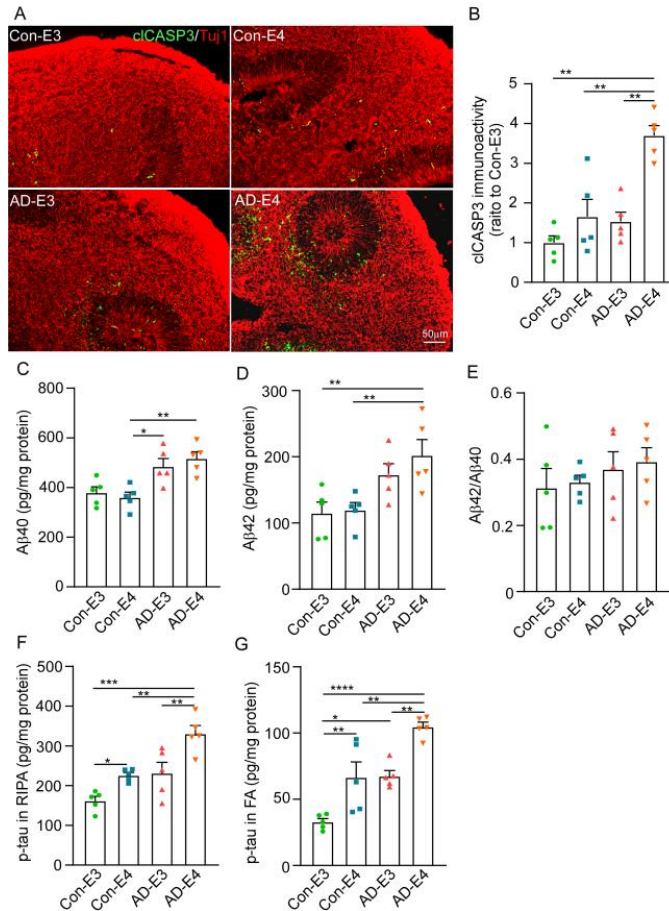 A
Con-E3
clCASP3/Tuj1
Con-E4
AD-E3
AD-E4
50μm
B
clCASP3 immunoactivity
(raito to Con-E3)
5
4
3
2
1
0
**
**
**
Con-E3
Con-E4
AD-E3
AD-E4
C
Aβ40 (pg/mg protein)
800
600
400
200
0
**
*
Con-E3
Con-E4
AD-E3
AD-E4
D
Aβ42 (pg/mg protein)
300
200
100
0
**
**
Con-E3
Con-E4
AD-E3
AD-E4
E
Aβ42/Aβ40
0.6
0.4
0.2
0.0
Con-E3
Con-E4
AD-E3
AD-E4
F
p-tau in RIPA (pg/mg protein)
500
400
300
200
100
0
***
**
**
*
Con-E3
Con-E4
AD-E3
AD-E4
G
p-tau in FA (pg/mg protein)
150
100
50
0
****
**
*
**
**
Con-E3
Con-E4
AD-E3
AD-E4